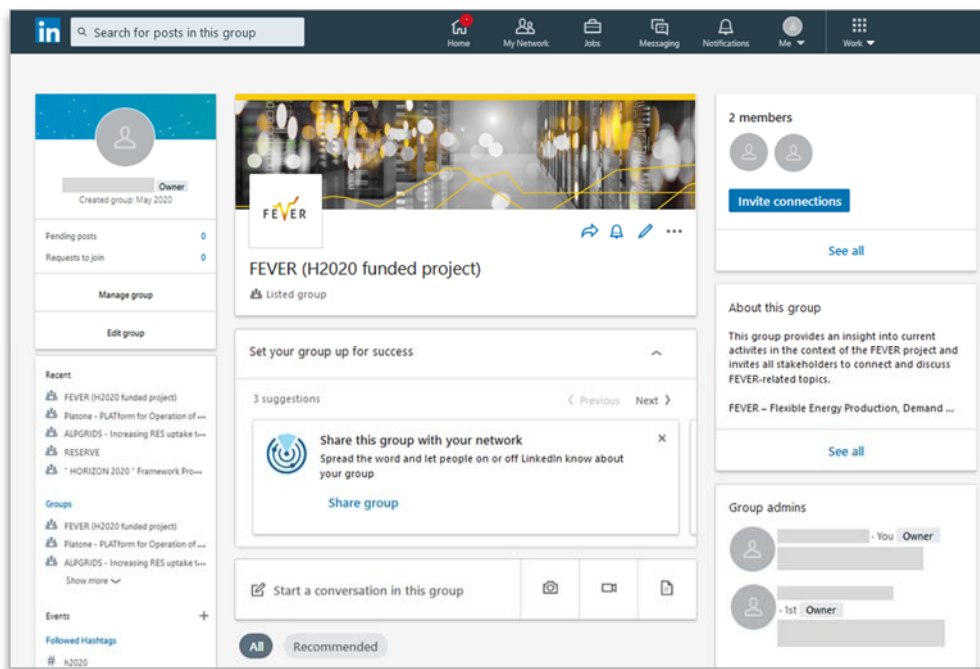 in
Search for posts in this group
Home
My Network
Jobs
Messaging
Notifications
Me
Work
Owner
Created group: May 2020
Pending posts 0
Requests to join 0
Manage group
Edit group
Recent
FEVER (H2020 funded project)
Platone - PLATform for Operation of ...
ALPGRIDS - Increasing RES uptake t...
RESERVE
" HORIZON 2020 " Framework Pro...
Groups
FEVER (H2020 funded project)
Platone - PLATform for Operation of ...
ALPGRIDS - Increasing RES uptake t...
Show more
Events +
Followed Hashtags
# h2020
FEVER
FEVER (H2020 funded project)
Listed group
Set your group up for success
3 suggestions
Previous Next
Share this group with your network
Spread the word and let people on or off LinkedIn know about
your group
Share group
Start a conversation in this group
All Recommended
2 members
Invite connections
See all
About this group
This group provides an insight into current
activites in the context of the FEVER project and
invites all stakeholders to connect and discuss
FEVER-related topics.
FEVER – Flexible Energy Production, Demand ...
See all
Group admins
· You Owner
· 1st Owner